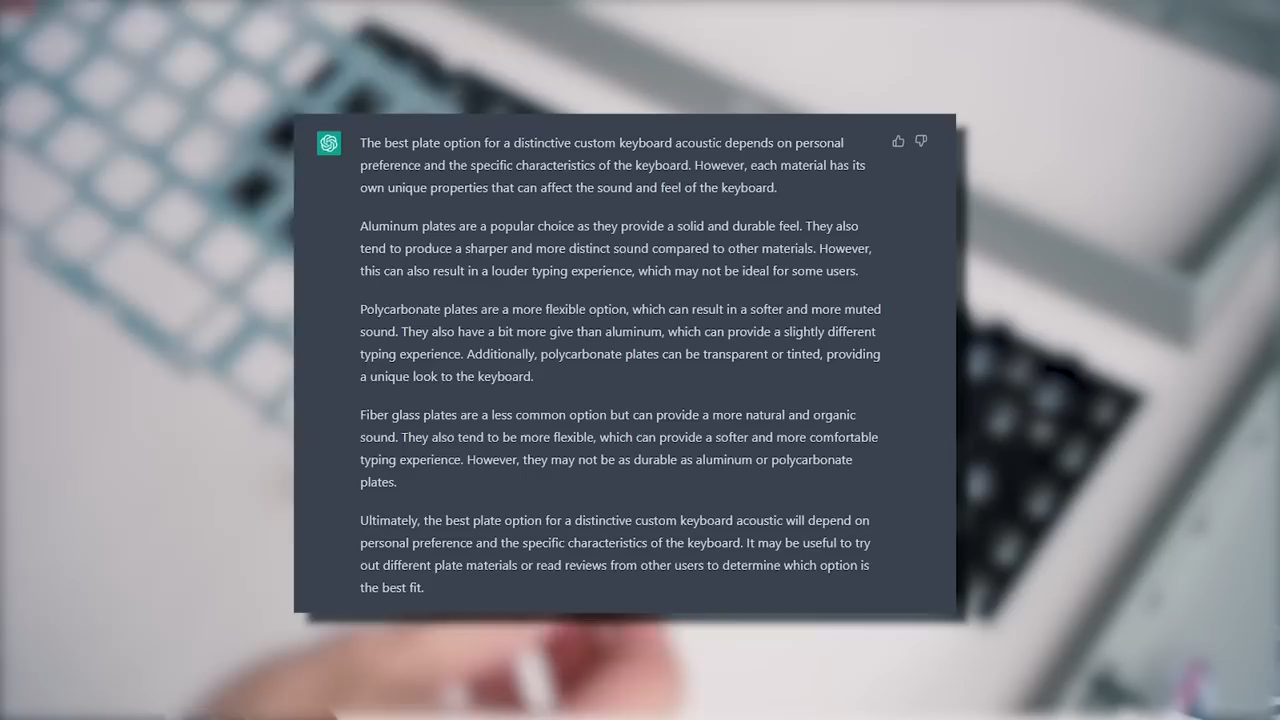 The best plate option for a distinctive custom keyboard acoustic depends on personal
preference and the specific characteristics of the keyboard. However, each material has its
own unique properties that can affect the sound and feel of the keyboard.
Aluminum plates are a popular choice as they provide a solid and durable feel. They also
tend to produce a sharper and more distinct sound compared to other materials. However,
this can also result in a louder typing experience, which may not be ideal for some users.
Polycarbonate plates are a more flexible option, which can result in a softer and more muted
sound. They also have a bit more give than aluminum, which can provide a slightly different
typing experience. Additionally, polycarbonate plates can be transparent or tinted, providing
a unique look to the keyboard.
Fiber glass plates are a less common option but can provide a more natural and organic
sound. They also tend to be more flexible, which can provide a softer and more comfortable
typing experience. However, they may not be as durable as aluminum or polycarbonate
plates.
Ultimately, the best plate option for a distinctive custom keyboard acoustic will depend on
personal preference and the specific characteristics of the keyboard. It may be useful to try
out different plate materials or read reviews from other users to determine which option is
the best fit.